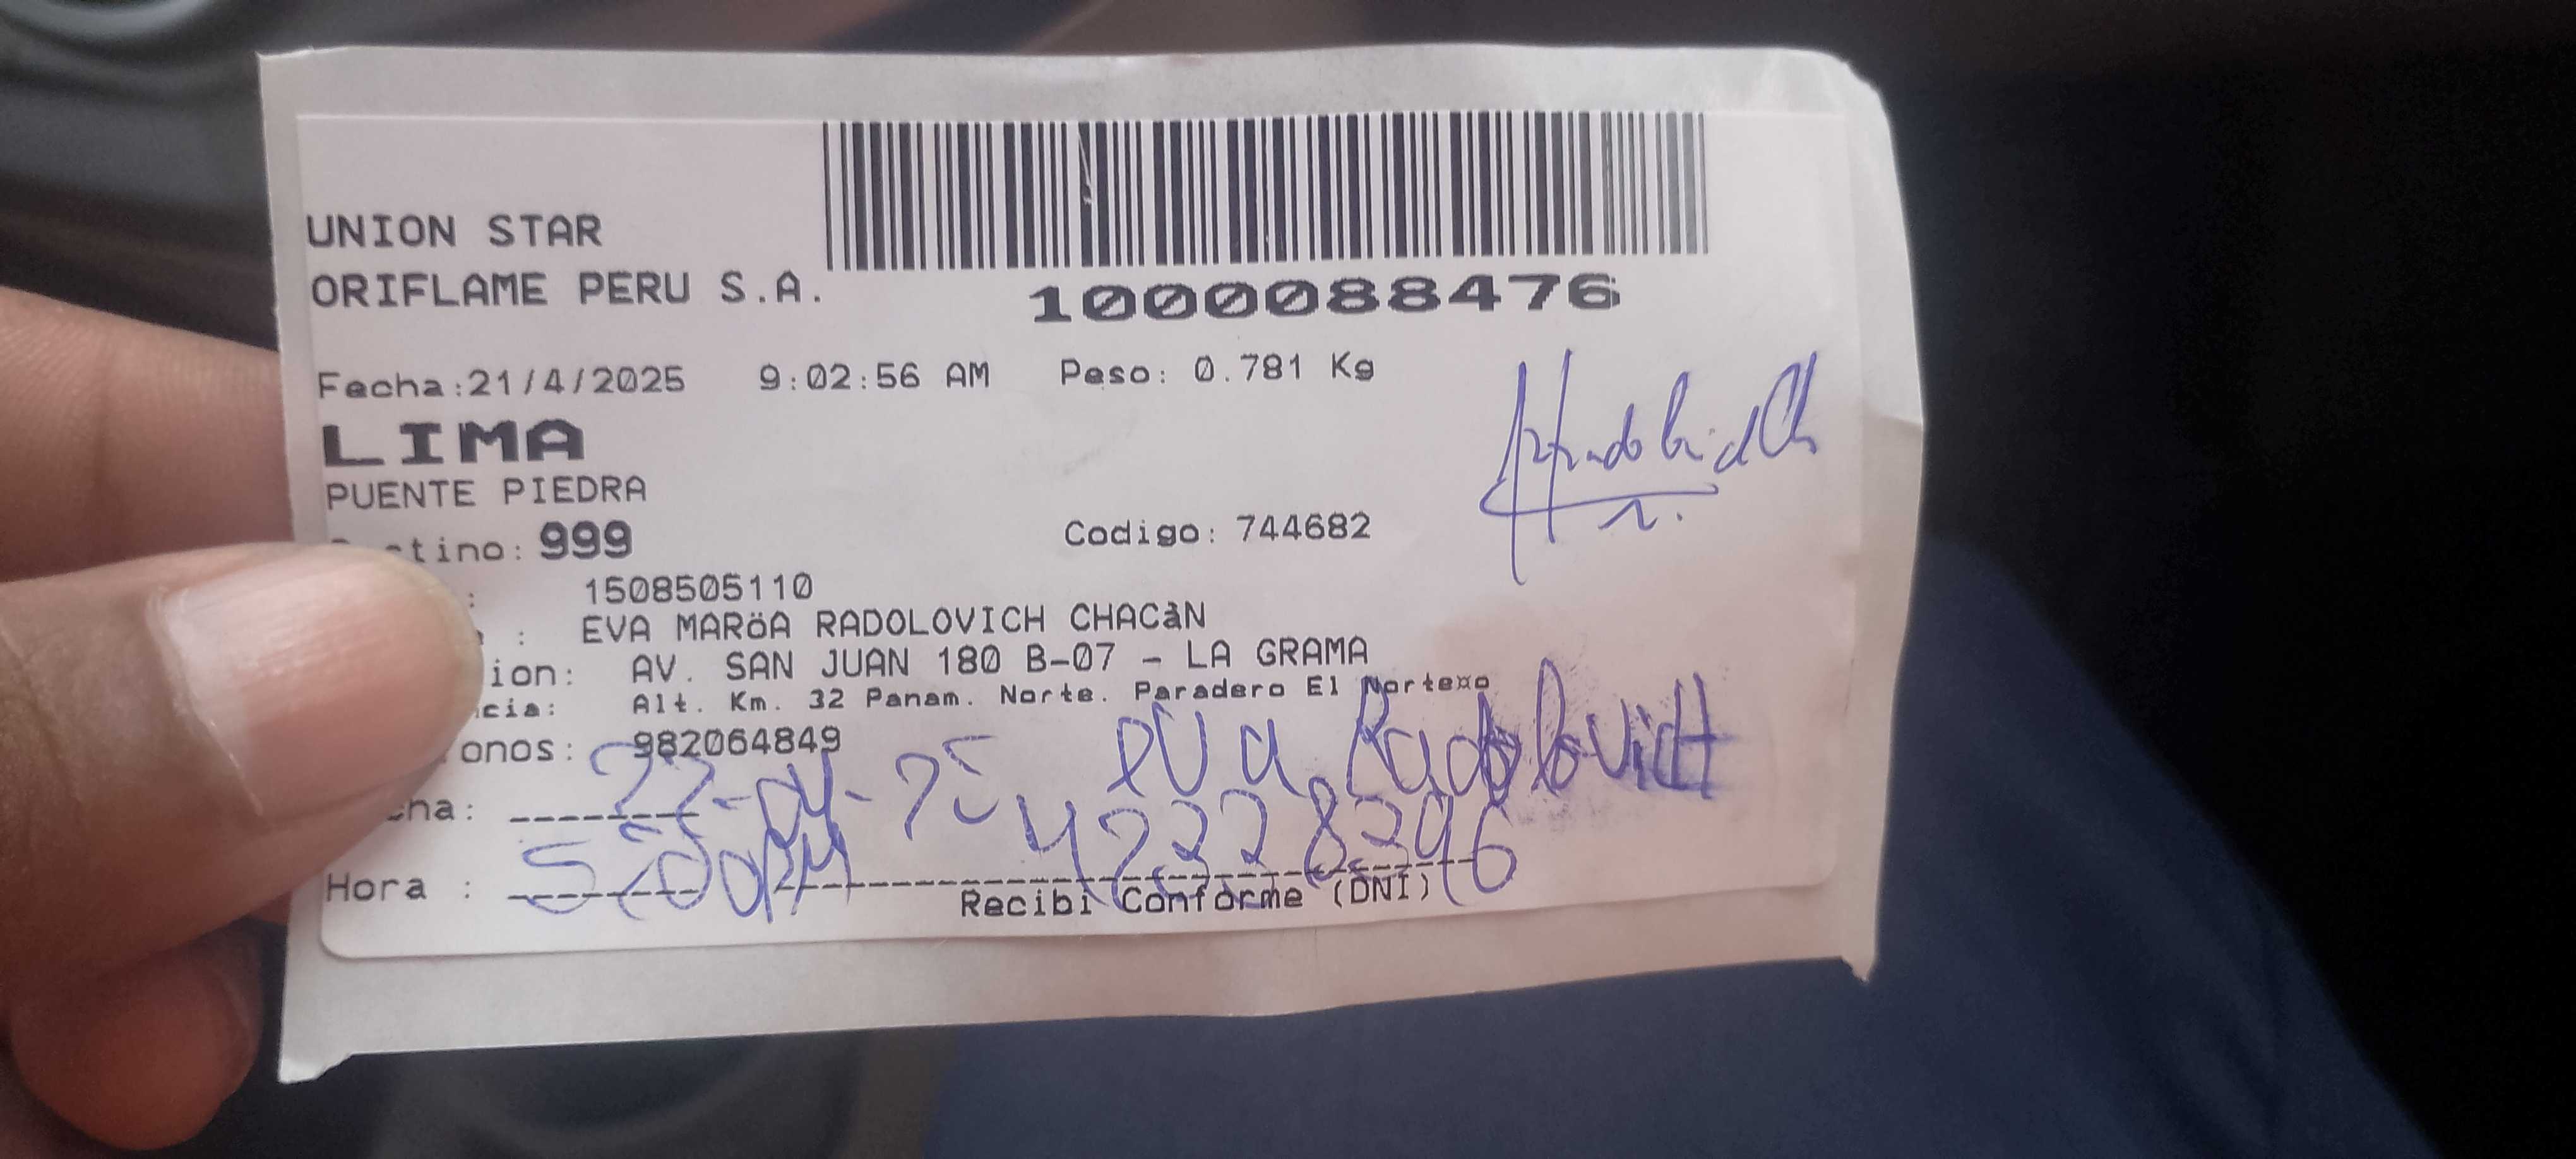 UNION STAR
ORIFLAME PERU S.A.
1000088476
Fecha:21/4/2025 9:02:56 AM Peso: 0.781 Kg
LIMA
PUENTE PIEDRA
tino: 999 Codigo: 744682
: 1508505110
: EVA MARöA RADOLOVICH CHACàN
ion: AV. SAN JUAN 180 B-07 - LA GRAMA
cia: Alt. Km. 32 Panam. Norte. Paradero El Norte¤o
onos: 982064849
eva Radolovich
ha: 22-04-25
Hora :
Recibi Conforme (DNI)